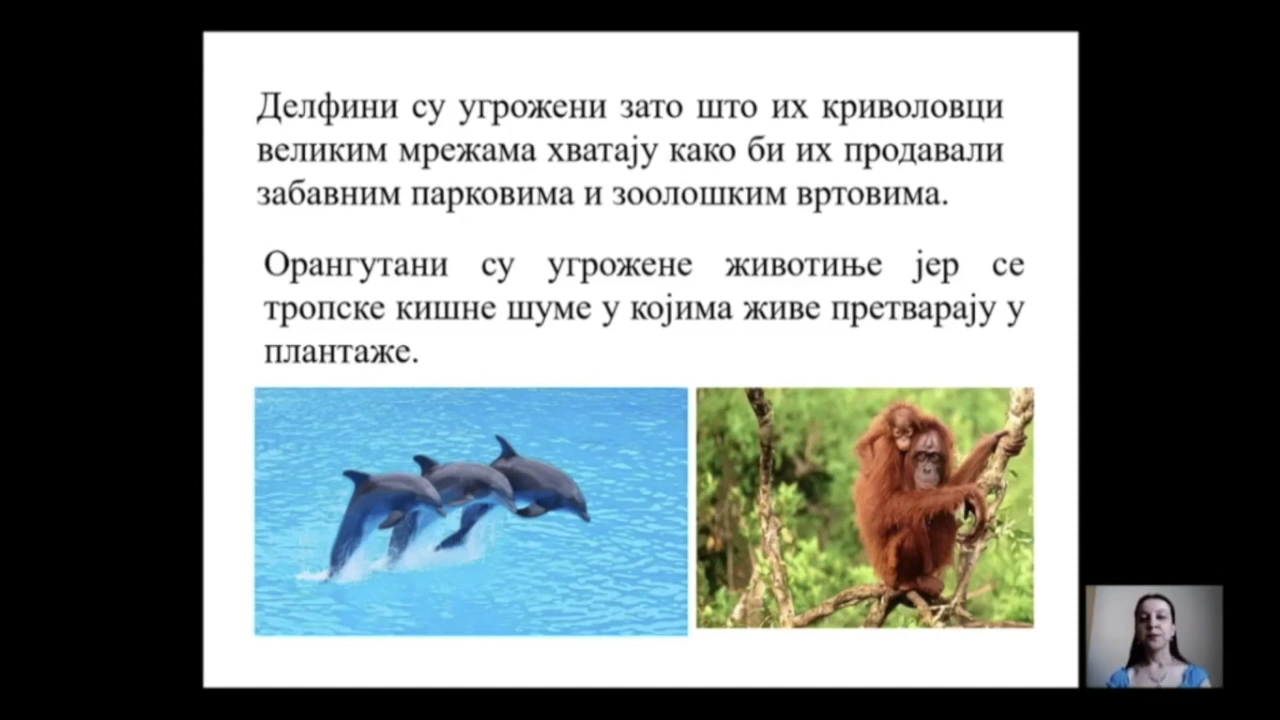 Делфини су угрожени зато што их криволовци
великим мрежама хватају како би их продавали
забавним парковима и зоолошким вртовима.
Орангутани су угрожене животиње јер се
тропске кишне шуме у којима живе претварају у
плантаже.